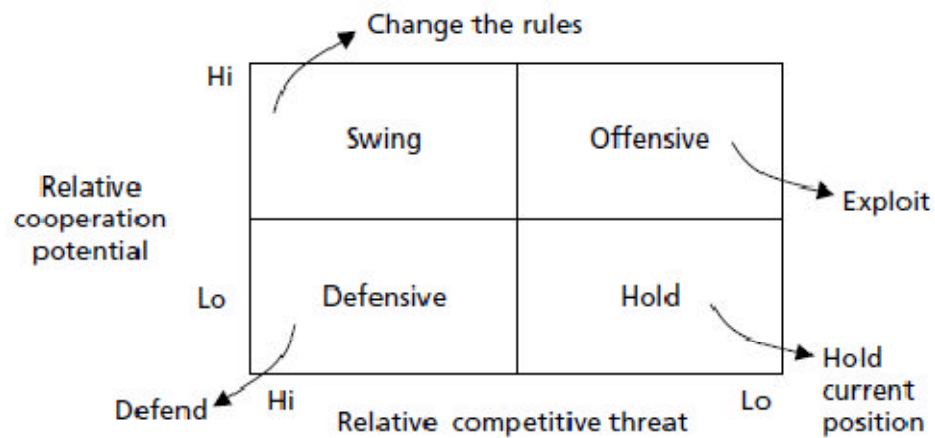 Change the rules
Hi
Swing
Offensive
Relative
cooperation
potential
Exploit
Lo
Defensive
Hold
Defend
Hi
Relative competitive threat
Lo
Hold
current
position